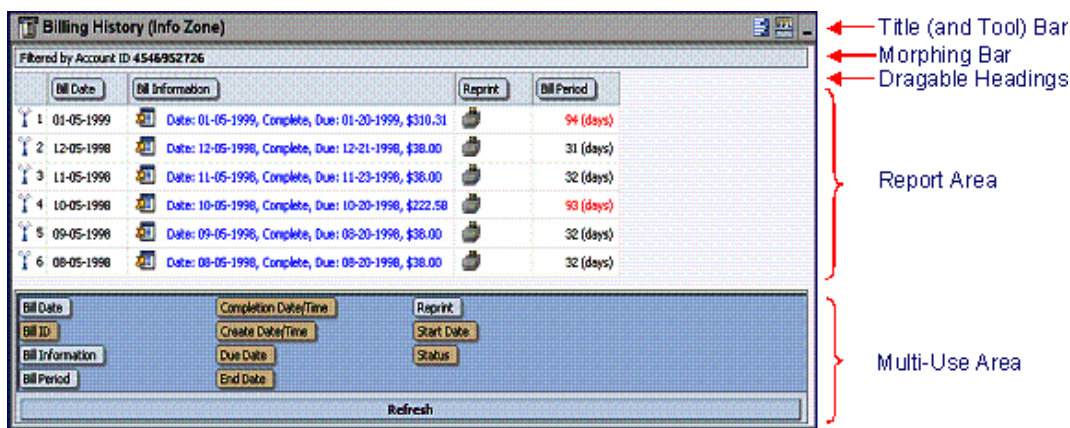 Billing History (Info Zone)
Title (and Tool) Bar
Filtered by Account ID 4546952726
Morphing Bar
Bill Date Bill Information Reprint Bill Period
Dragable Headings
1 01-05-1999 Date: 01-05-1999, Complete, Due: 01-20-1999, $310.31 94 (days)
2 12-05-1998 Date: 12-05-1998, Complete, Due: 12-21-1998, $38.00 31 (days)
3 11-05-1998 Date: 11-05-1998, Complete, Due: 11-23-1998, $38.00 32 (days)
Report Area
4 10-05-1998 Date: 10-05-1998, Complete, Due: 10-20-1998, $222.58 93 (days)
5 09-05-1998 Date: 09-05-1998, Complete, Due: 08-20-1998, $38.00 32 (days)
6 08-05-1998 Date: 08-05-1998, Complete, Due: 08-20-1998, $38.00 32 (days)
Bill Date Completion Date/Time Reprint
Bill ID Create Date/Time Start Date
Bill Information Due Date Status
Bill Period End Date
Multi-Use Area
Refresh